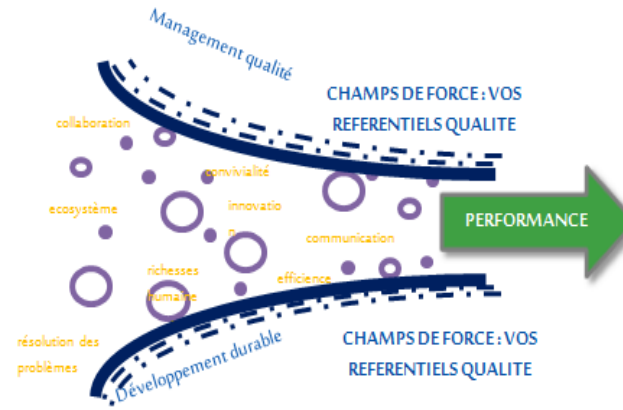 Management qualité
CHAMPS DE FORCE : VOS
REFERENTIELS QUALITE
collaboration
convivialité
ecosystème
innovatio
n
PERFORMANCE
communication
richesses
humaine
efficience
résolution des
problèmes
Développement durable
CHAMPS DE FORCE : VOS
REFERENTIELS QUALITE